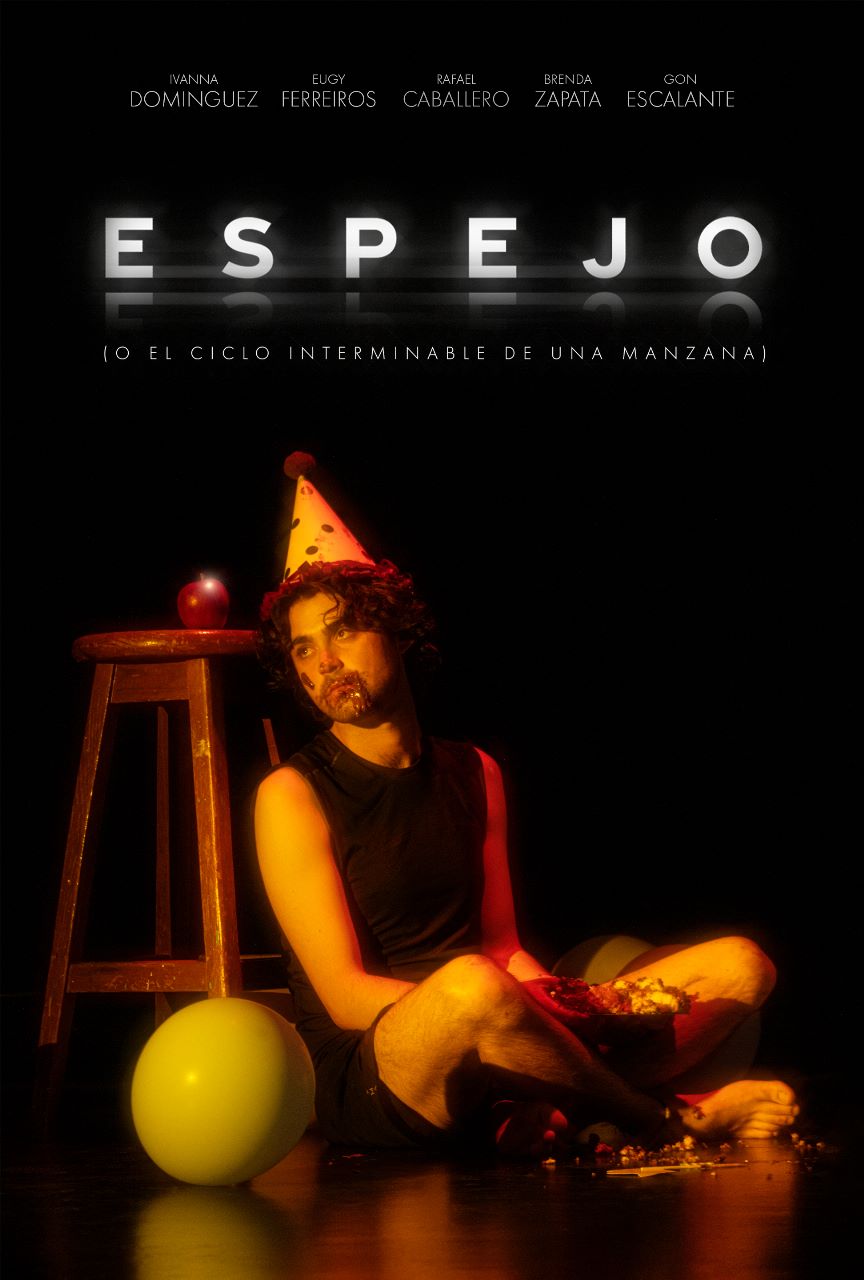 IVANNA DOMINGUEZ
EUGY FERREIROS
RAFAEL CABALLERO
BRENDA ZAPATA
GON ESCALANTE
ESPEJO
(O EL CICLO INTERMINABLE DE UNA MANZANA)